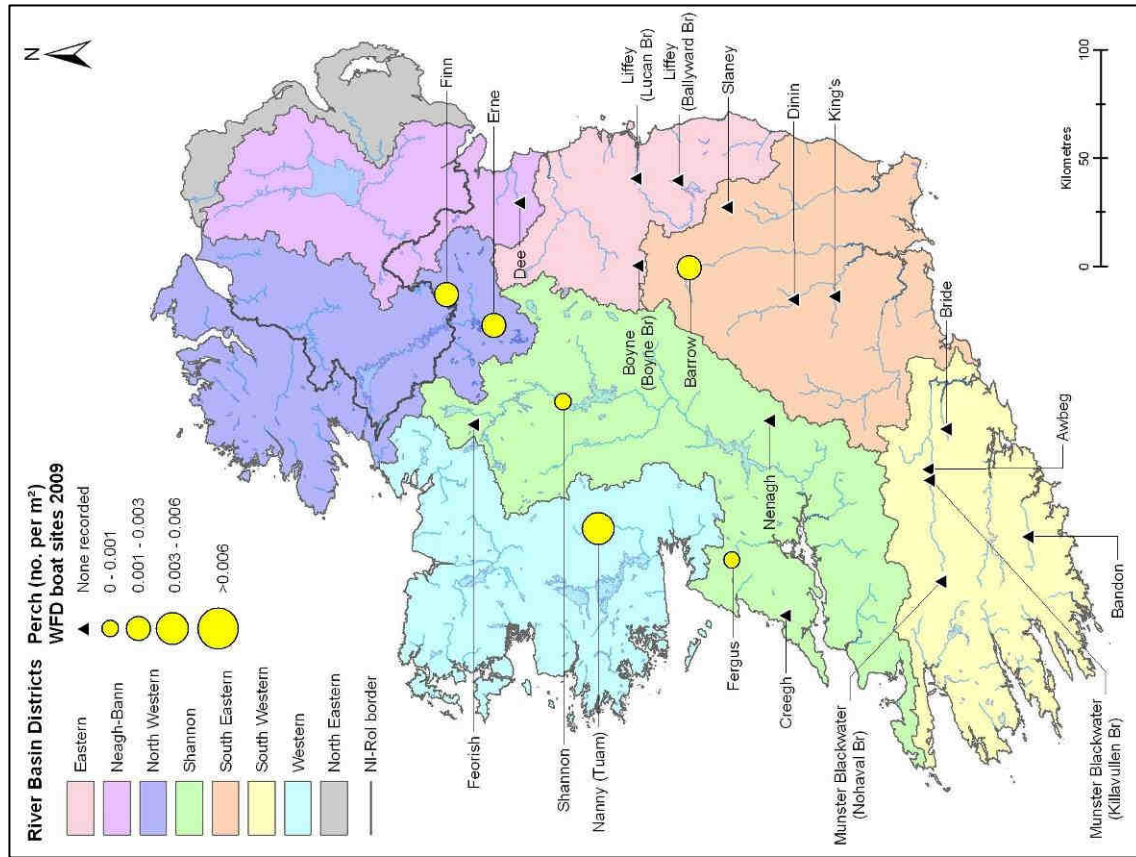 River Basin Districts
Eastern
Neagh-Bann
North Western
Shannon
South Eastern
South Western
Western
North Eastern
NI-RoI border
Perch (no. per m²)
WFD boat sites 2009
None recorded
0 - 0.001
0.001 - 0.003
0.003 - 0.006
>0.006
N
Finn
Erne
Dee
Liffey
(Lucan Br)
Liffey
(Ballyward Br)
Slaney
Dinin
King's
Boyne
(Boyne Br)
Barrow
Feorish
Shannon
Nanny (Tuam)
Fergus
Nenagh
Creegh
Bride
Awbeg
Bandon
Munster Blackwater
(Nohaval Br)
Munster Blackwater
(Killavullen Br)
0
50
100
Kilometres